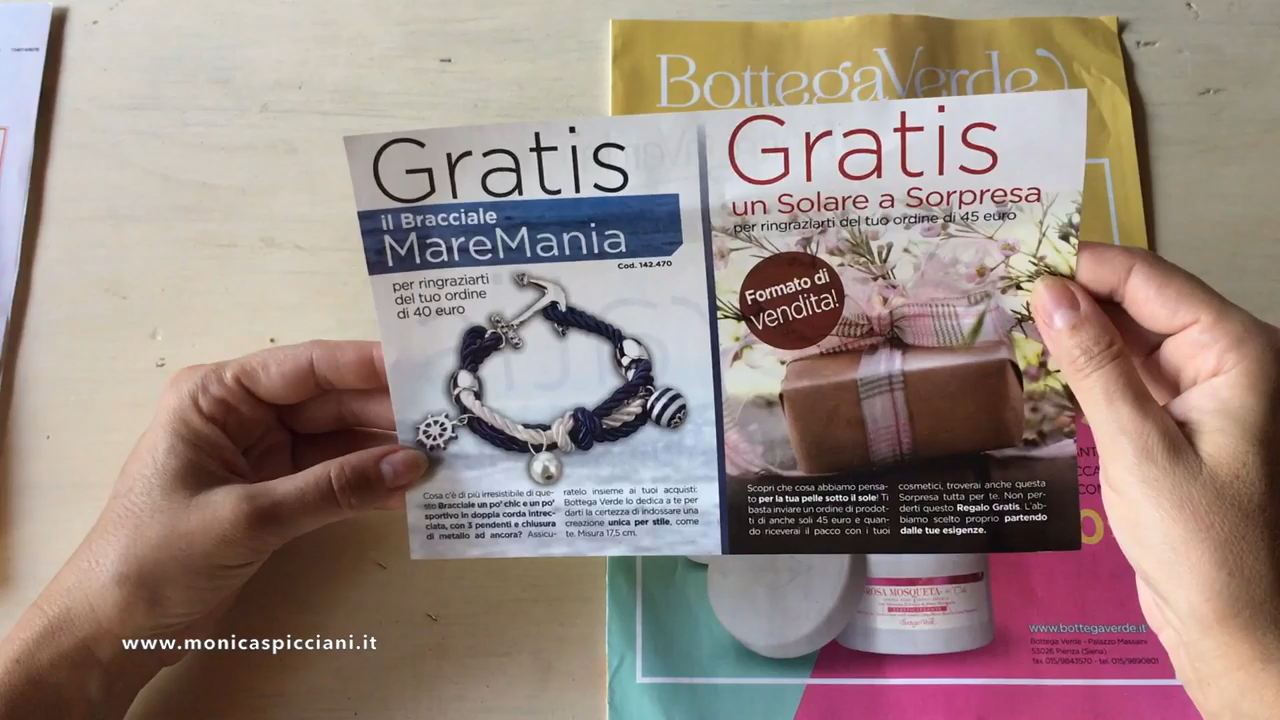 BottegaVerde
Gratis
il Bracciale
MareMania
Cod. 142.470
per ringraziarti
del tuo ordine
di 40 euro
Cosa c'è di più irresistibile di que-
sto Bracciale un po' chic e un po'
sportivo in doppia corda intrec-
ciata, con 3 pendenti e chiusura
di metallo ad ancora? Assicu-
ratelo insieme ai tuoi acquisti:
Bottega Verde lo dedica a te per
darti la certezza di indossare una
creazione unica per stile, come
te. Misura 17,5 cm.
Gratis
un Solare a Sorpresa
per ringraziarti del tuo ordine di 45 euro
Formato di
vendita!
Scopri che cosa abbiamo pensa-
to per la tua pelle sotto il sole! Ti
basta inviare un ordine di prodot-
ti di anche soli 45 euro e quan-
do riceverai il pacco con i tuoi
cosmetici, troverai anche questa
Sorpresa tutta per te. Non per-
derti questo Regalo Gratis. L'ab-
biamo scelto proprio partendo
dalle tue esigenze.
ROSA MOSQUETA
www.bottegaverde.it
Bottega Verde - Palazzo Massaini
53026 Pienza (Siena)
fax 015/9843570 - tel. 015/9890801
www.monicaspicciani.it